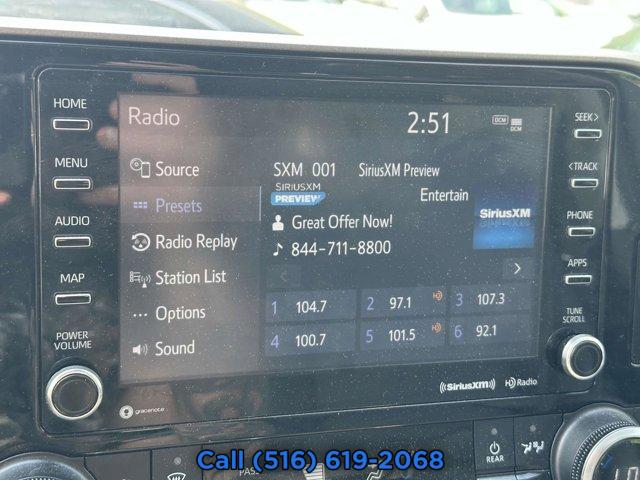 HOME
MENU
AUDIO
MAP
POWER
VOLUME
Radio
2:51
DCM
DCM
Source
Presets
Radio Replay
Station List
Options
Sound
SXM 001 SiriusXM Preview
SIRIUSXM
PREVIEW
Entertain
Great Offer Now!
844-711-8800
SiriusXM
1 104.7
2 97.1
3 107.3
4 100.7
5 101.5
6 92.1
SEEK>
<TRACK
PHONE
APPS
TUNE
SCROLL
gracenote
((SiriusXM))
HD Radio
PASS
REAR
Call (516) 619-2068